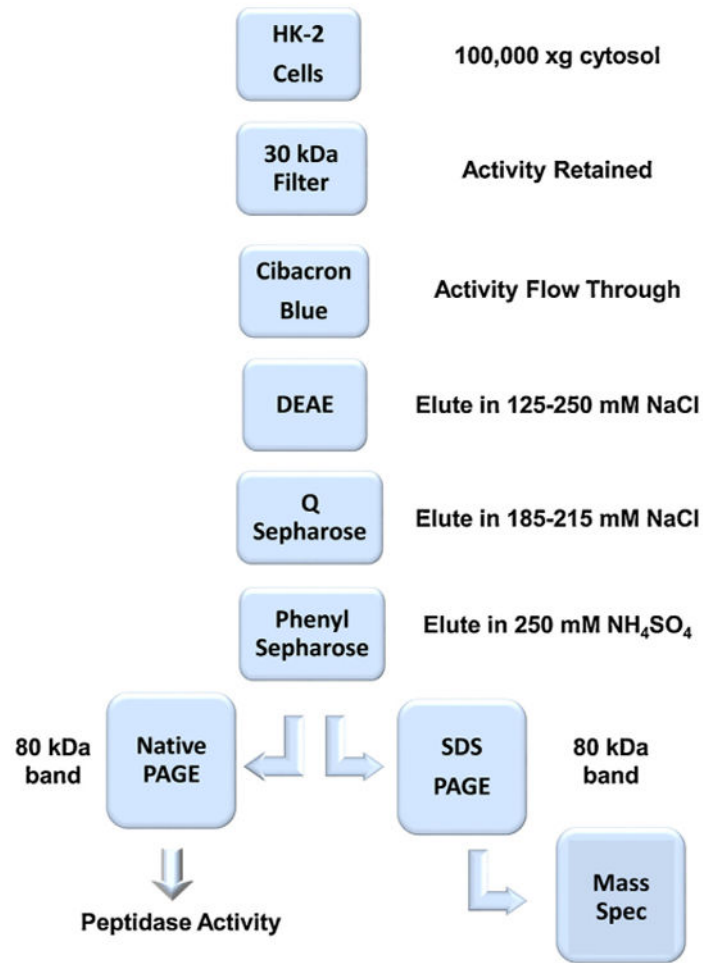 HK-2
Cells
100,000 xg cytosol
30 kDa
Filter
Activity Retained
Cibacron
Blue
Activity Flow Through
DEAE
Elute in 125-250 mM NaCl
Q
Sepharose
Elute in 185-215 mM NaCl
Phenyl
Sepharose
Elute in 250 mM NH₄SO₄
80 kDa
band
Native
PAGE
SDS
PAGE
80 kDa
band
Peptidase Activity
Mass
Spec